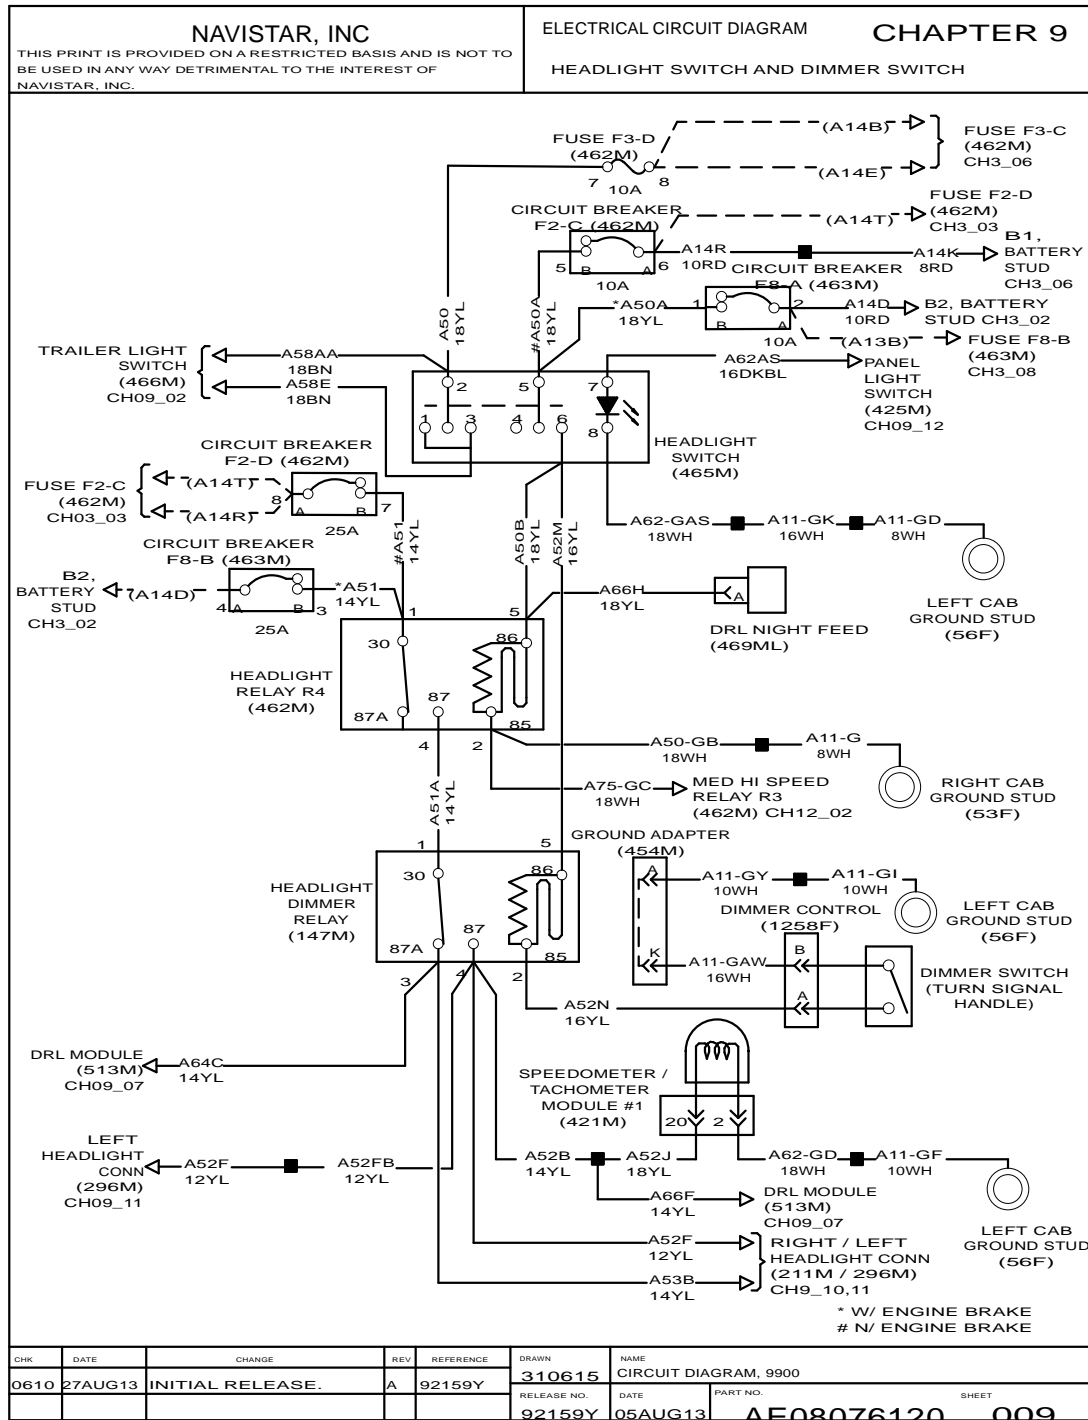 NAVISTAR, INC
THIS PRINT IS PROVIDED ON A RESTRICTED BASIS AND IS NOT TO
BE USED IN ANY WAY DETRIMENTAL TO THE INTEREST OF
NAVISTAR, INC.
ELECTRICAL CIRCUIT DIAGRAM
CHAPTER 9
HEADLIGHT SWITCH AND DIMMER SWITCH
FUSE F3-D
(462M)
7
8
10A
(A14B)
(A14E)
FUSE F3-C
(462M)
CH3_06
CIRCUIT BREAKER
F2-C (462M)
5
B
A
6
10A
(A14T)
FUSE F2-D
(462M)
CH3_03
A14R
10RD
A14K
8RD
B1,
BATTERY
STUD
CH3_06
CIRCUIT BREAKER
F8-A (463M)
1
B
A
2
10A
A14D
10RD
B2, BATTERY
STUD CH3_02
(A13B)
FUSE F8-B
(463M)
CH3_08
A50
18YL
#A50A
18YL
*A50A
18YL
A62AS
16DKBL
PANEL
LIGHT
SWITCH
(425M)
CH09_12
TRAILER LIGHT
SWITCH
(466M)
CH09_02
A58AA
18BN
A58E
18BN
2
5
7
1
3
4
6
8
HEADLIGHT
SWITCH
(465M)
CIRCUIT BREAKER
F2-D (462M)
FUSE F2-C
(462M)
CH03_03
(A14T)
(A14R)
8
A
B
7
25A
#A51
14YL
A50B
18YL
A52M
16YL
A62-GAS
18WH
A11-GK
16WH
A11-GD
8WH
LEFT CAB
GROUND STUD
(56F)
CIRCUIT BREAKER
F8-B (463M)
B2,
BATTERY
STUD
CH3_02
(A14D)
4
A
B
3
25A
*A51
14YL
A66H
18YL
A
DRL NIGHT FEED
(469ML)
1
5
30
86
87
87A
85
4
2
HEADLIGHT
RELAY R4
(462M)
A50-GB
18WH
A11-G
8WH
RIGHT CAB
GROUND STUD
(53F)
A75-GC
18WH
MED HI SPEED
RELAY R3
(462M) CH12_02
A51A
14YL
1
5
30
86
87
87A
85
3
4
2
HEADLIGHT
DIMMER
RELAY
(147M)
GROUND ADAPTER
(454M)
A
K
A11-GY
10WH
A11-GI
10WH
LEFT CAB
GROUND STUD
(56F)
DIMMER CONTROL
(1258F)
A11-GAW
16WH
B
A
DIMMER SWITCH
(TURN SIGNAL
HANDLE)
A52N
16YL
DRL MODULE
(513M)
CH09_07
A64C
14YL
SPEEDOMETER /
TACHOMETER
MODULE #1
(421M)
20
2
LEFT
HEADLIGHT
CONN
(296M)
CH09_11
A52F
12YL
A52FB
12YL
A52B
14YL
A52J
18YL
A62-GD
18WH
A11-GF
10WH
LEFT CAB
GROUND STUD
(56F)
A66F
14YL
DRL MODULE
(513M)
CH09_07
A52F
12YL
A53B
14YL
RIGHT / LEFT
HEADLIGHT CONN
(211M / 296M)
CH9_10,11
* W/ ENGINE BRAKE
# N/ ENGINE BRAKE
CHK DATE CHANGE REV REFERENCE
0610 27AUG13 INITIAL RELEASE. A 92159Y
DRAWN
310615
NAME
CIRCUIT DIAGRAM, 9900
RELEASE NO.
92159Y
DATE
05AUG13
PART NO.
AE08076120
SHEET
009